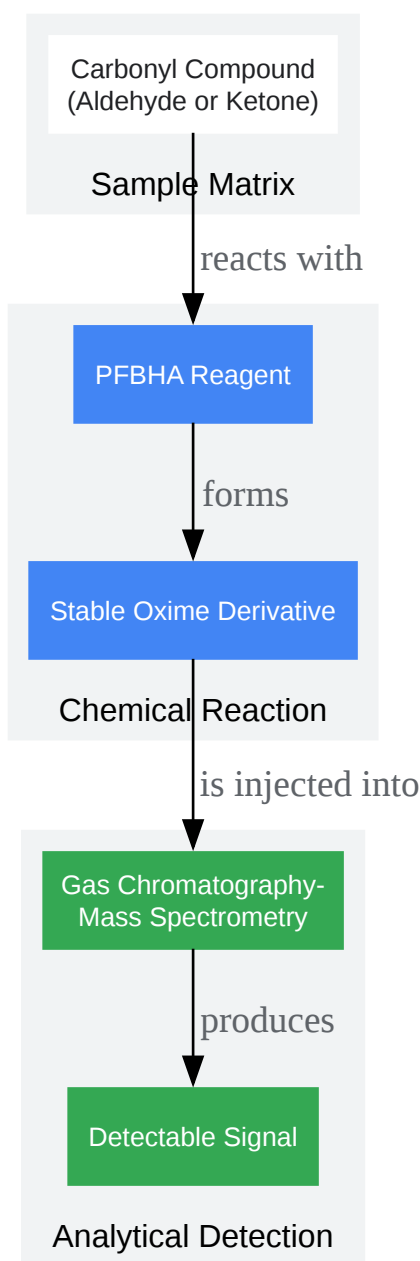 Carbonyl Compound
(Aldehyde or Ketone)
Sample Matrix
reacts with
PFBHA Reagent
forms
Stable Oxime Derivative
Chemical Reaction
is injected into
Gas Chromatography-
Mass Spectrometry
produces
Detectable Signal
Analytical Detection